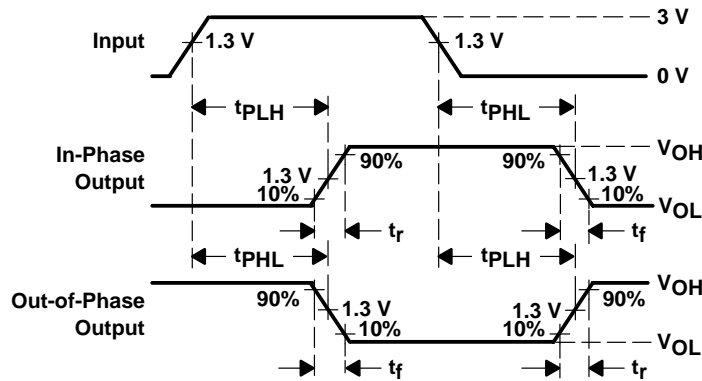 3 V
Input
1.3 V
1.3 V
0 V
tPLH
tPHL
In-Phase
Output
VOH
90%
90%
1.3 V
1.3 V
10%
10%
VOL
tr
tf
tPHL
tPLH
Out-of-Phase
Output
VOH
90%
90%
1.3 V
1.3 V
10%
10%
VOL
tf
tr